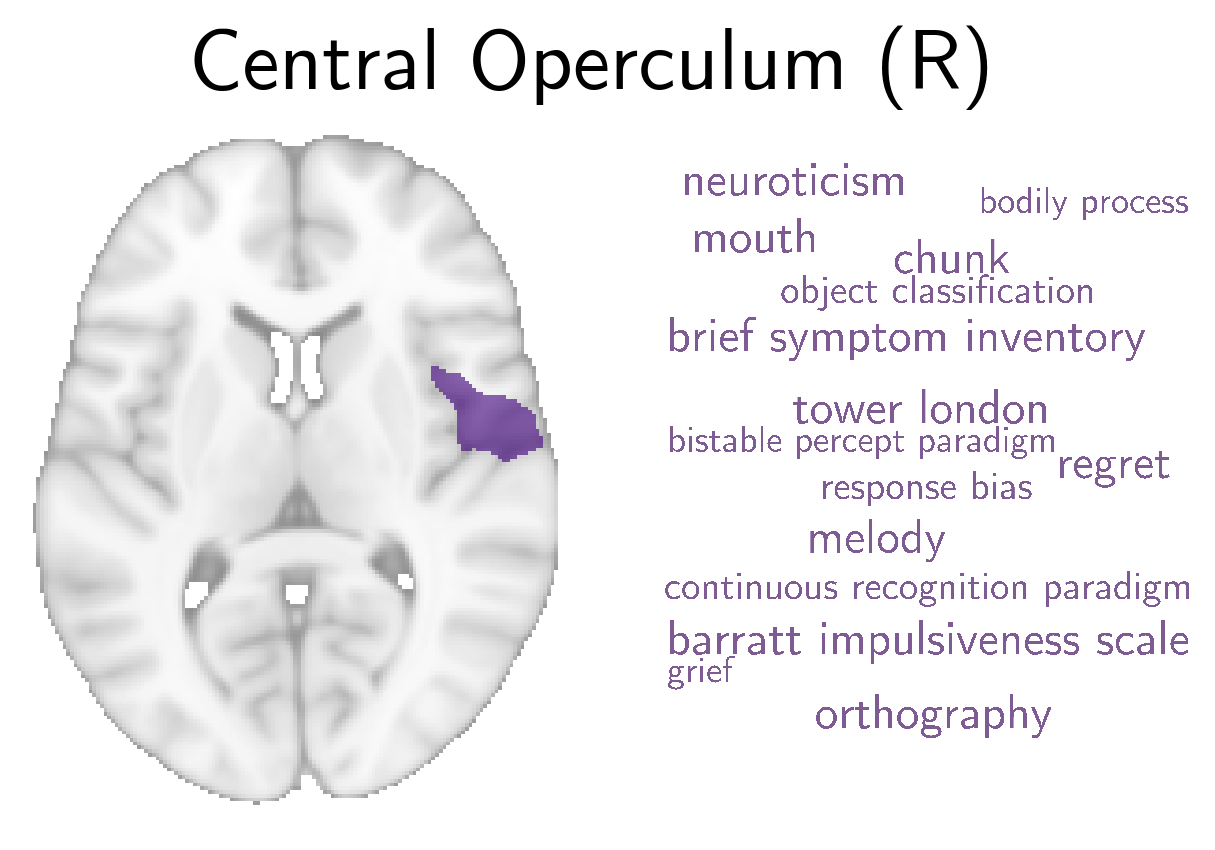 Central Operculum (R)
neuroticism
bodily process
mouth
chunk
object classification
brief symptom inventory
tower london
bistable percept paradigm
regret
response bias
melody
continuous recognition paradigm
barratt impulsiveness scale
grief
orthography